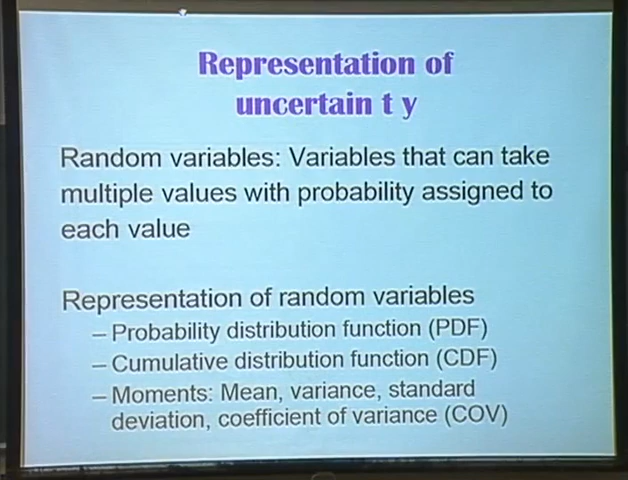 Representation of
uncertain t y
Random variables: Variables that can take
multiple values with probability assigned to
each value
Representation of random variables
– Probability distribution function (PDF)
– Cumulative distribution function (CDF)
– Moments: Mean, variance, standard
deviation, coefficient of variance (COV)